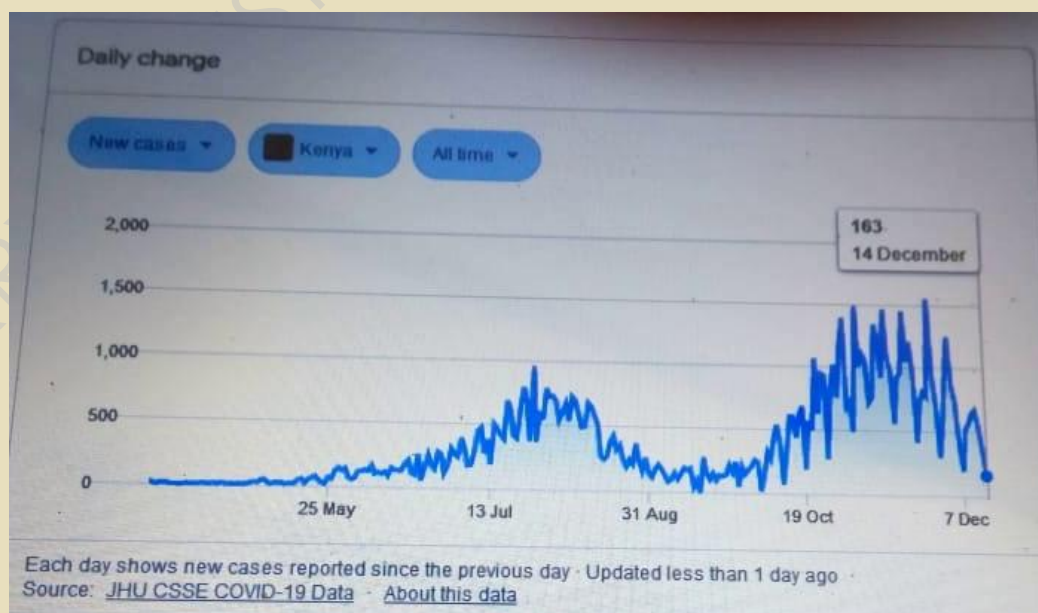 Daily change
New cases
Kenya
All time
163
14 December
2,000
1,500
1,000
500
0
25 May
13 Jul
31 Aug
19 Oct
7 Dec
Each day shows new cases reported since the previous day · Updated less than 1 day ago ·
Source: JHU CSSE COVID-19 Data · About this data